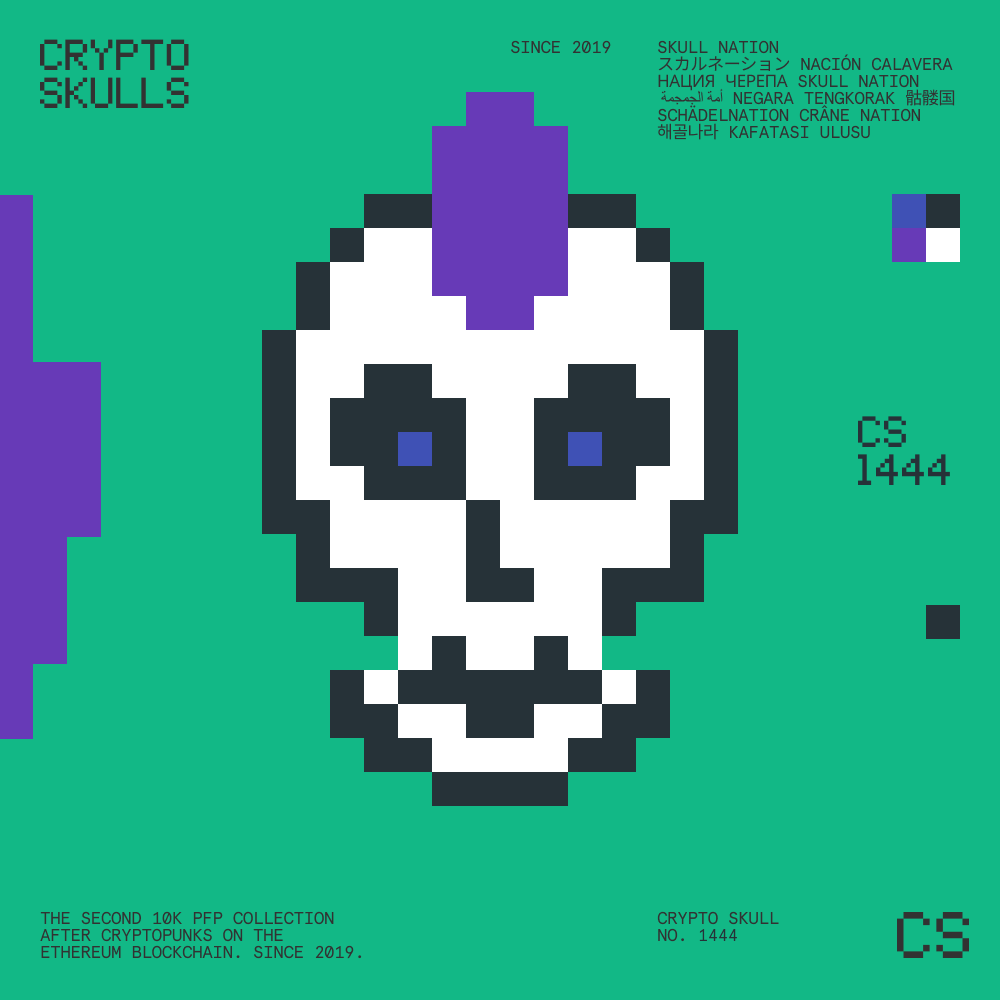 CRYPTO
SKULLS
SINCE 2019
SKULL NATION
スカルネーション NACIÓN CALAVERA
НАЦИЯ ЧЕРЕПА SKULL NATION
أمة الجمجمة NEGARA TENGKORAK 骷髅国
SCHÄDELNATION CRÂNE NATION
해골나라 KAFATASI ULUSU
CS
1444
THE SECOND 10K PFP COLLECTION
AFTER CRYPTOPUNKS ON THE
ETHEREUM BLOCKCHAIN. SINCE 2019.
CRYPTO SKULL
NO. 1444
CS